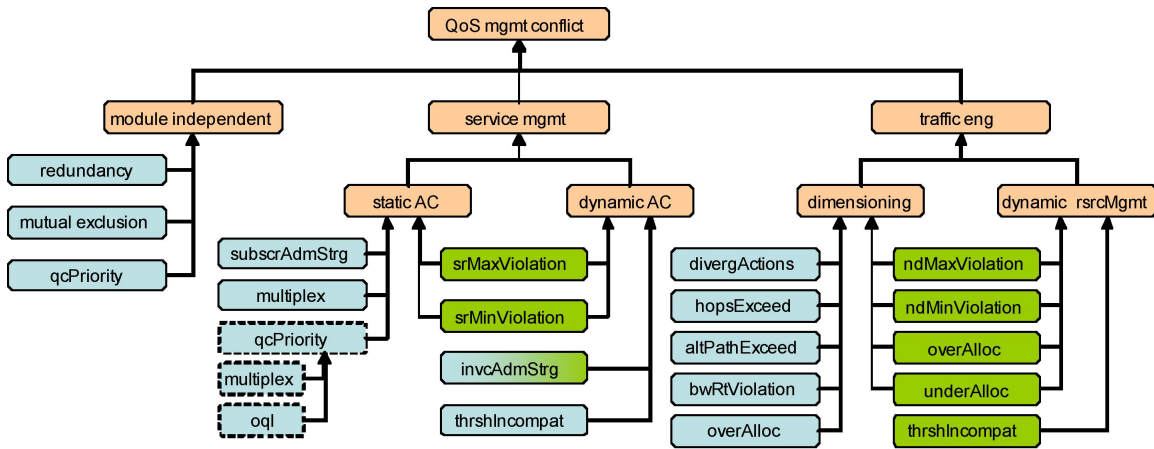 QoS mgmt conflict
module independent
service mgmt
traffic eng
redundancy
mutual exclusion
qcPriority
static AC
dynamic AC
dimensioning
dynamic rsrcMgmt
subscrAdmStrg
multiplex
qcPriority
multiplex
oql
srMaxViolation
srMinViolation
invcAdmStrg
thrshIncompat
divergActions
hopsExceed
altPathExceed
bwRtViolation
overAlloc
ndMaxViolation
ndMinViolation
overAlloc
underAlloc
thrshIncompat